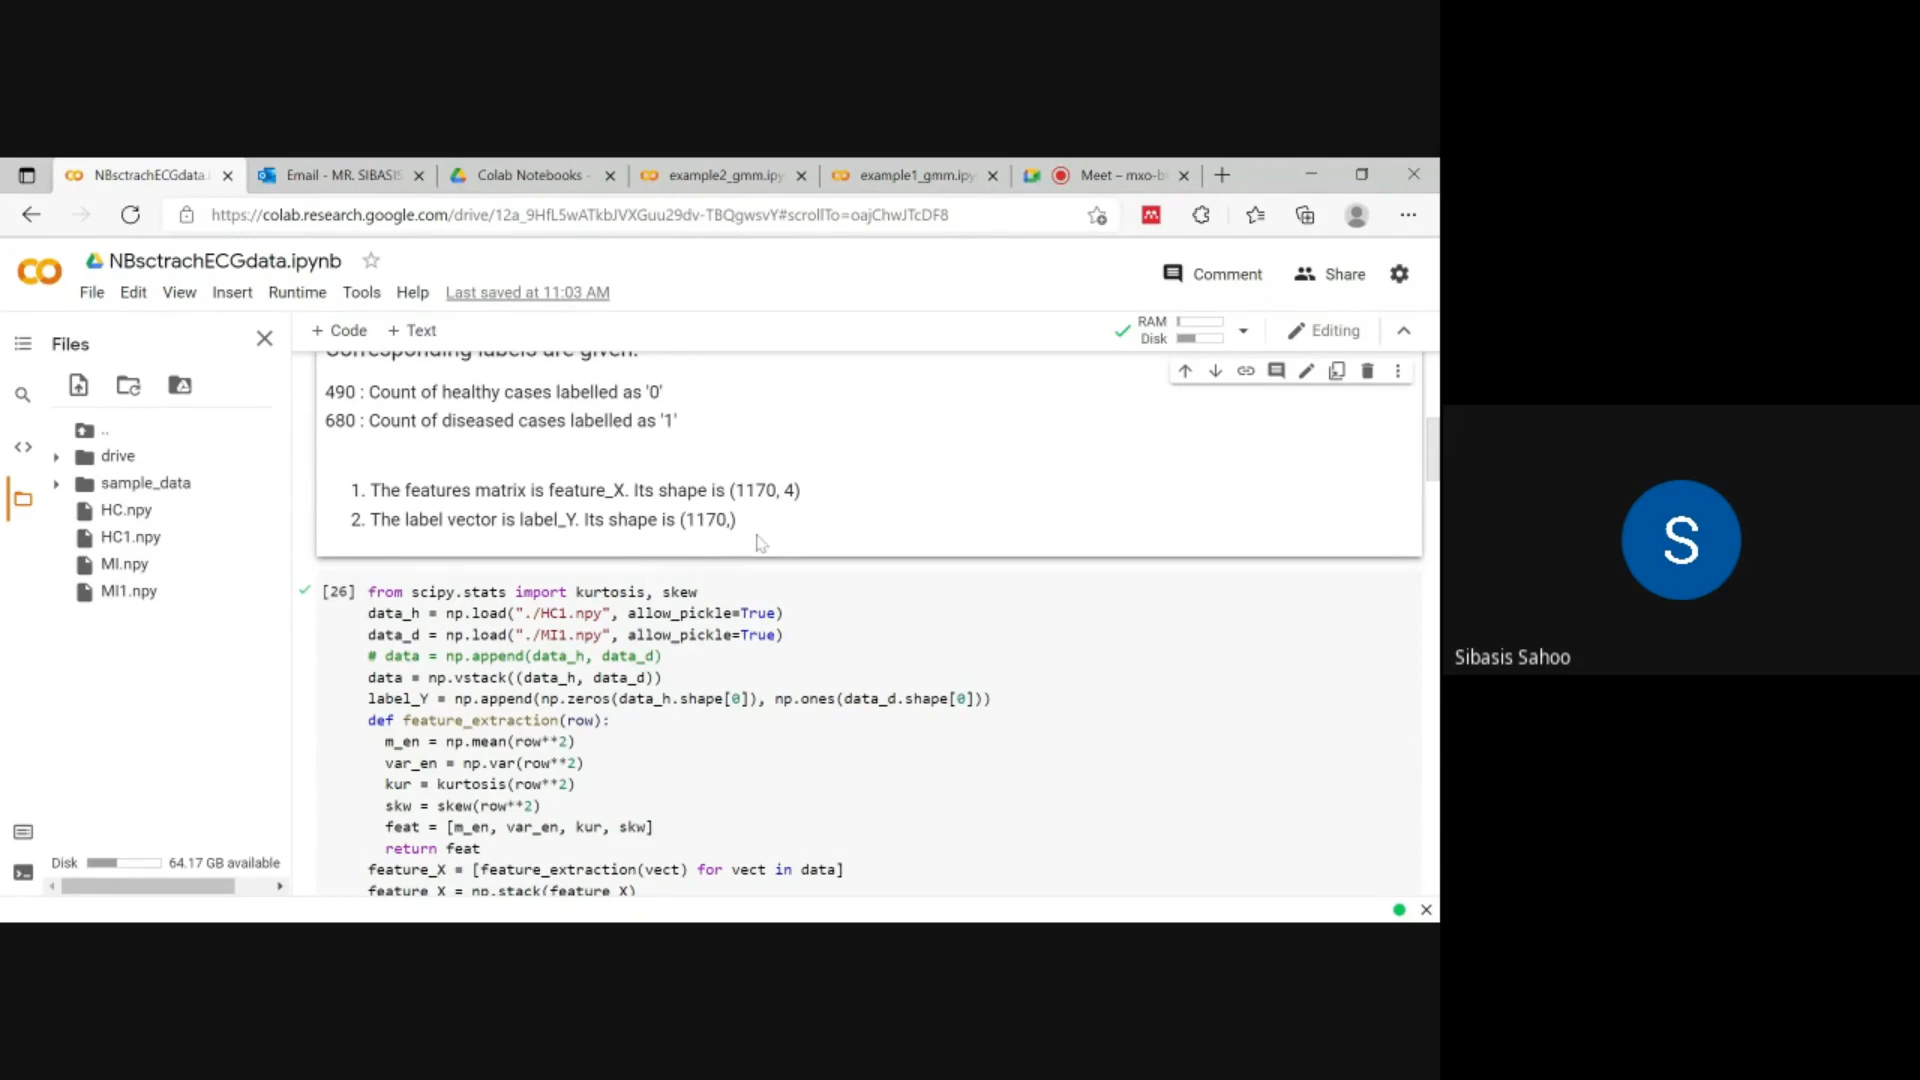 NBsctrachECGdata.i
Email - MR. SIBASIS
Colab Notebooks -
example2_gmm.ipy
example1_gmm.ipy
Meet – mxo-b
https://colab.research.google.com/drive/12a_9HfL5wATkbJVXGuu29dv-TBQgwsvY#scrollTo=oajChwJTcDF8
NBsctrachECGdata.ipynb
Comment
Share
File Edit View Insert Runtime Tools Help Last saved at 11:03 AM
Files
+ Code + Text
RAM
Disk
Editing
Corresponding labels are given.
490 : Count of healthy cases labelled as '0'
680 : Count of diseased cases labelled as '1'
1. The features matrix is feature_X. Its shape is (1170, 4)
2. The label vector is label_Y. Its shape is (1170,)
..
drive
sample_data
HC.npy
HC1.npy
MI.npy
MI1.npy
[26] from scipy.stats import kurtosis, skew
data_h = np.load("./HC1.npy", allow_pickle=True)
data_d = np.load("./MI1.npy", allow_pickle=True)
# data = np.append(data_h, data_d)
data = np.vstack((data_h, data_d))
label_Y = np.append(np.zeros(data_h.shape[0]), np.ones(data_d.shape[0]))
def feature_extraction(row):
m_en = np.mean(row**2)
var_en = np.var(row**2)
kur = kurtosis(row**2)
skw = skew(row**2)
feat = [m_en, var_en, kur, skw]
return feat
feature_X = [feature_extraction(vect) for vect in data]
feature_X = np.stack(feature_X)
Disk 64.17 GB available
S
Sibasis Sahoo